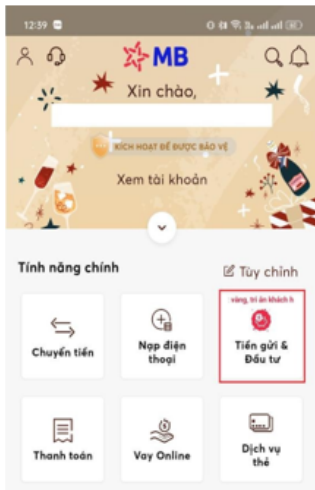 12:39
MB
Xin chào,
KÍCH HOẠT ĐỂ ĐƯỢC BẢO VỆ
Xem tài khoản
Tính năng chính
Tùy chỉnh
vàng, tri ân khách h
Chuyển tiền
Nạp điện
thoại
Tiền gửi &
Đầu tư
Thanh toán
Vay Online
Dịch vụ
thẻ